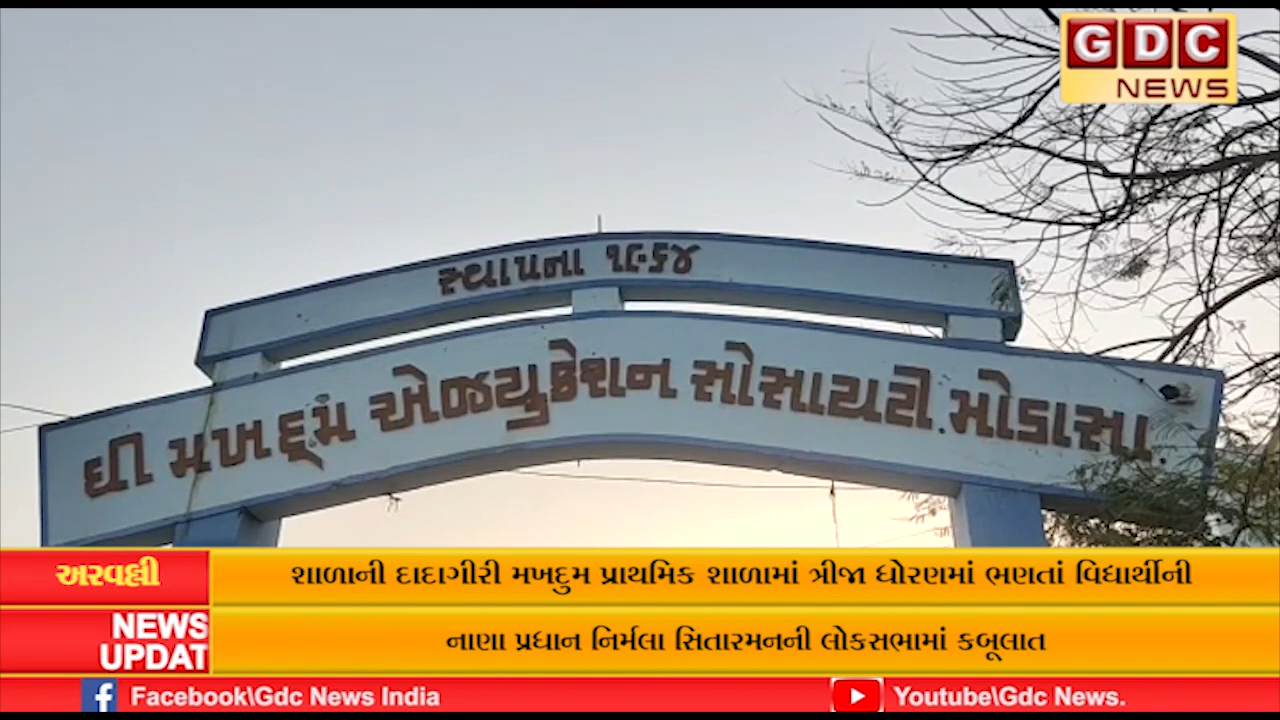 GDC
NEWS
સ્થાપના ૧૯૬૪
ધી મખદૂમ એજયુકેશન સોસાયટી. મોડાસા
અરવલ્લી
શાળાની દાદાગીરી મખદુમ પ્રાથમિક શાળામાં ત્રીજા ધોરણમાં ભણતાં વિદ્યાર્થીની
NEWS
UPDAT
નાણા પ્રધાન નિર્મલા સિતારમનની લોકસભામાં કબૂલાત
Facebook\Gdc News India
Youtube\Gdc News.